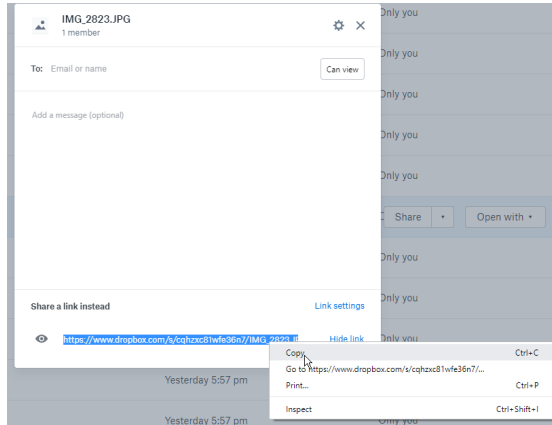 IMG_2823.JPG
1 member
To: Email or name
Can view
Add a message (optional)
Share a link instead
Link settings
https://www.dropbox.com/s/cqhzxc81wfe36n7/IMG_2823.JP
Hide link
Copy Ctrl+C
Go to https://www.dropbox.com/s/cqhzxc81wfe36n7/...
Print... Ctrl+P
Inspect Ctrl+Shift+I
Only you
Only you
Only you
Only you
Only you
Share
Open with
Only you
Only you
Only you
Yesterday 5:57 pm
Yesterday 5:57 pm
Only you